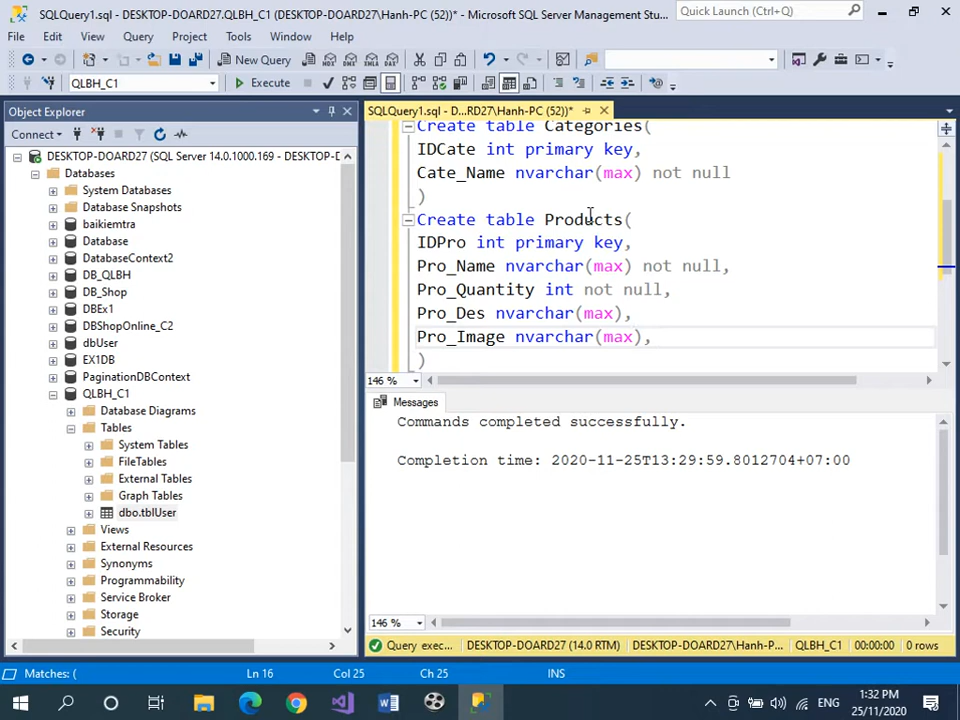 SQLQuery1.sql - DESKTOP-DOARD27.QLBH_C1 (DESKTOP-DOARD27\Hanh-PC (52))* - Microsoft SQL Server Management Stu...
Quick Launch (Ctrl+Q)
File Edit View Query Project Tools Window Help
New Query
QLBH_C1
Execute
Object Explorer
Connect
DESKTOP-DOARD27 (SQL Server 14.0.1000.169 - DESKTOP-D
Databases
System Databases
Database Snapshots
baikiemtra
Database
DatabaseContext2
DB_QLBH
DB_Shop
DBEx1
DBShopOnline_C2
dbUser
EX1DB
PaginationDBContext
QLBH_C1
Database Diagrams
Tables
System Tables
FileTables
External Tables
Graph Tables
dbo.tblUser
Views
External Resources
Synonyms
Programmability
Service Broker
Storage
Security
SQLQuery1.sql - D...RD27\Hanh-PC (52))*
Create table Categories(
IDCate int primary key,
Cate_Name nvarchar(max) not null
)
Create table Products(
IDPro int primary key,
Pro_Name nvarchar(max) not null,
Pro_Quantity int not null,
Pro_Des nvarchar(max),
Pro_Image nvarchar(max),
)
146 %
Messages
Commands completed successfully.
Completion time: 2020-11-25T13:29:59.8012704+07:00
146 %
Query exec... DESKTOP-DOARD27 (14.0 RTM) DESKTOP-DOARD27\Hanh-P... QLBH_C1 00:00:00 0 rows
Matches: ( Ln 16 Col 25 Ch 25 INS
ENG
1:32 PM
25/11/2020